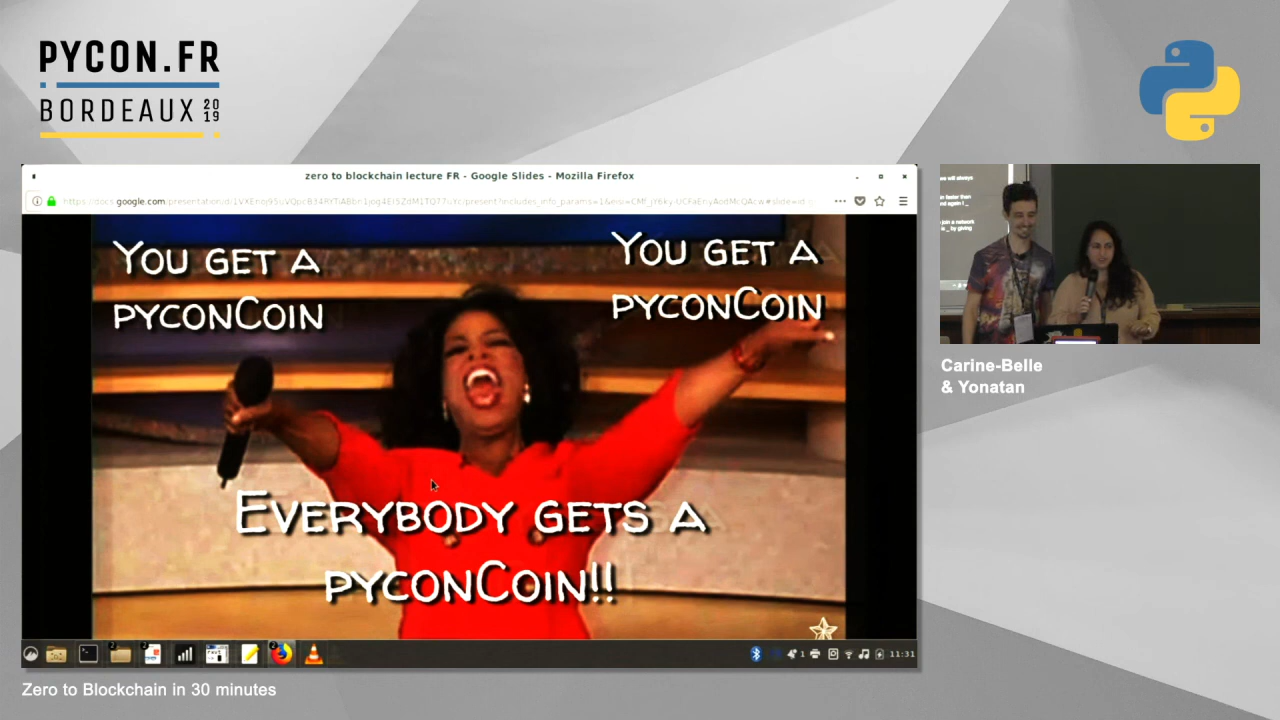 PYCON.FR
BORDEAUX 2019
zero to blockchain lecture FR - Google Slides - Mozilla Firefox
YOU GET A
PYCONCOIN
YOU GET A
PYCONCOIN
EVERYBODY GETS A
PYCONCOIN!!
11:31
Carine-Belle
& Yonatan
Zero to Blockchain in 30 minutes